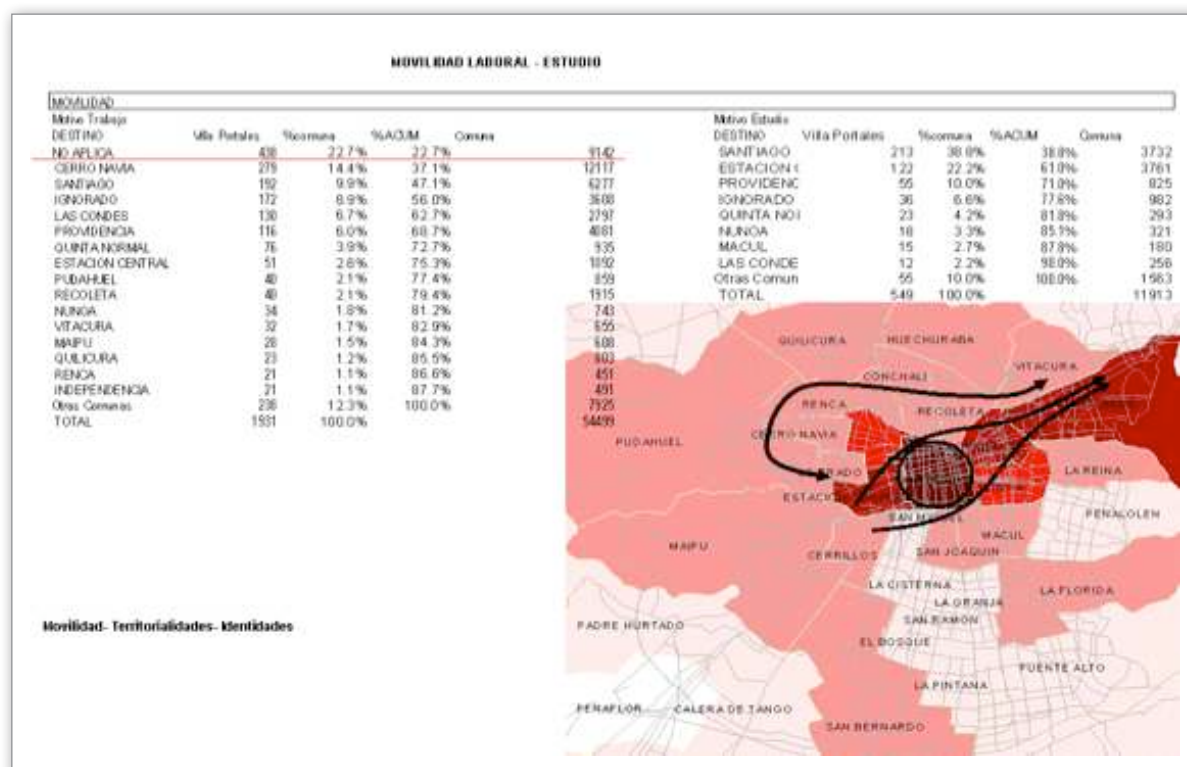 MOVILIDAD LABORAL - ESTUDIO
MOVILIDAD
Motivo Trabajo
DESTINO Villa Portales %comuna %ACUM Comuna
NO APLICA 438 22.7% 22.7% 9142
CERRO NAVIA 279 14.4% 37.1% 12117
SANTIAGO 192 9.9% 47.1% 6277
IGNORADO 172 8.9% 56.0% 3688
LAS CONDES 130 6.7% 62.7% 2797
PROVIDENCIA 116 6.0% 68.7% 4881
QUINTA NORMAL 76 3.9% 72.7% 935
ESTACION CENTRAL 51 2.6% 75.3% 1892
PUDAHUEL 40 2.1% 77.4% 859
RECOLETA 40 2.1% 79.4% 1915
NUNOA 34 1.8% 81.2% 743
VITACURA 32 1.7% 82.9% 655
MAIPU 28 1.5% 84.3% 688
QUILICURA 23 1.2% 85.5% 603
RENCA 21 1.1% 86.6% 451
INDEPENDENCIA 21 1.1% 87.7% 491
Otras Comunas 238 12.3% 100.0% 7925
TOTAL 1931 100.0% 54499
Motivo Estudio
DESTINO Villa Portales %comuna %ACUM Comuna
SANTIAGO 213 38.8% 38.8% 3732
ESTACION C 122 22.2% 61.0% 3761
PROVIDENC 55 10.0% 71.0% 825
IGNORADO 36 6.6% 77.6% 982
QUINTA NOI 23 4.2% 81.8% 293
NUNOA 18 3.3% 85.1% 321
MACUL 15 2.7% 87.8% 180
LAS CONDE 12 2.2% 90.0% 256
Otras Comun 55 10.0% 100.0% 1563
TOTAL 549 100.0% 11913
QUILICURA
HUECHURABA
VITACURA
CONCHALI
RENCA
RECOLETA
CERRO NAVIA
PUDAHUEL
PRADO
LA REINA
ESTACIO
PEÑALOLEN
SAN MIGUEL
MACUL
MAIPU
CERRILLOS
SAN JOAQUIN
LA CISTERNA
LA FLORIDA
LA GRANJA
SAN RAMON
PADRE HURTADO
EL BOSQUE
PUENTE ALTO
LA PINTANA
PEÑAFLOR
CALERA DE TANGO
SAN BERNARDO
Movilidad- Territorialidades- Identidades